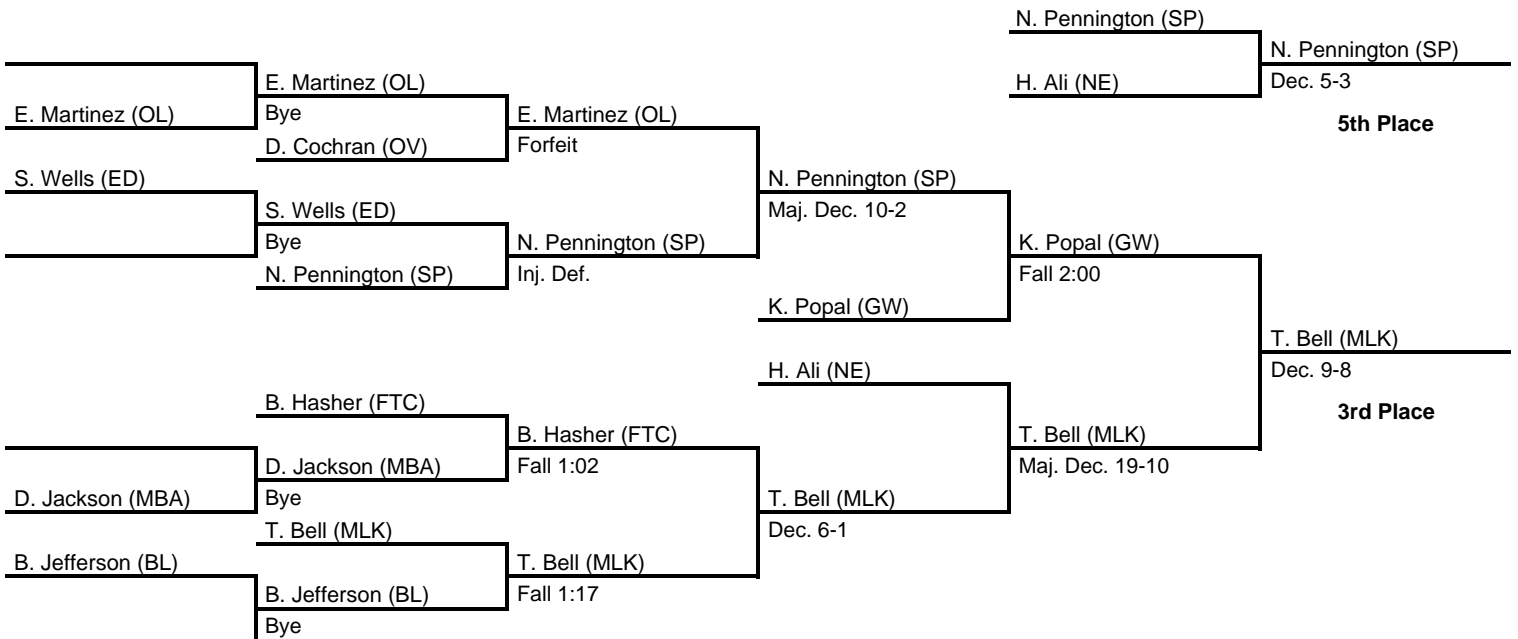 N. Pennington (SP)
N. Pennington (SP)
E. Martinez (OL)
H. Ali (NE)
Dec. 5-3
E. Martinez (OL)
Bye
E. Martinez (OL)
5th Place
D. Cochran (OV)
Forfeit
S. Wells (ED)
N. Pennington (SP)
S. Wells (ED)
Maj. Dec. 10-2
Bye
N. Pennington (SP)
K. Popal (GW)
N. Pennington (SP)
Inj. Def.
Fall 2:00
K. Popal (GW)
T. Bell (MLK)
H. Ali (NE)
Dec. 9-8
B. Hasher (FTC)
3rd Place
B. Hasher (FTC)
T. Bell (MLK)
D. Jackson (MBA)
Fall 1:02
Maj. Dec. 19-10
D. Jackson (MBA)
Bye
T. Bell (MLK)
T. Bell (MLK)
Dec. 6-1
B. Jefferson (BL)
T. Bell (MLK)
B. Jefferson (BL)
Fall 1:17
Bye